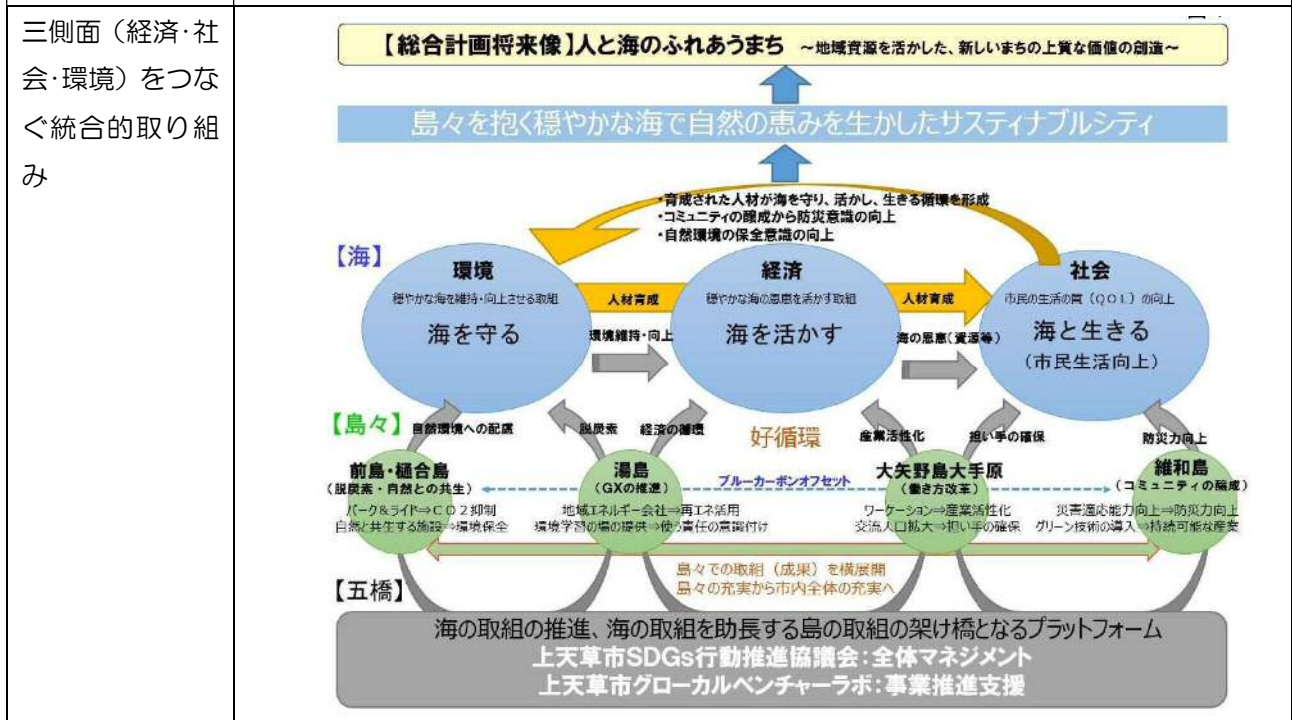 三側面（経済･社
会･環境）をつな
ぐ統合的取り組
み
【総合計画将来像】人と海のふれあうまち ～地域資源を活かした、新しいまちの上質な価値の創造～
島々を抱く穏やかな海で自然の恵みを生かしたサスティナブルシティ
・育成された人材が海を守り、活かし、生きる循環を形成
・コミュニティの醸成から防災意識の向上
・自然環境の保全意識の向上
【海】
環境
穏やかな海を維持・向上させる取組
海を守る
人材育成
環境維持・向上
経済
穏やかな海の恩恵を活かす取組
海を活かす
人材育成
海の恩恵（資源等）
社会
市民の生活の質（ＱＯＬ）の向上
海と生きる
（市民生活向上）
【島々】
自然環境への配慮
脱炭素
経済の循環
好循環
産業活性化
担い手の確保
防災力向上
前島・樋合島
（脱炭素・自然との共生）
パーク&ライド⇒ＣＯ２抑制
自然と共生する施設⇒環境保全
湯島
（GXの推進）
地域エネルギー会社⇒再エネ活用
環境学習の場の提供⇒使う責任の意識付け
ブルーカーボンオフセット
大矢野島大手原
（働き方改革）
ワーケーション⇒産業活性化
交流人口拡大⇒担い手の確保
維和島
（コミュニティの醸成）
災害適応能力向上⇒防災力向上
グリーン技術の導入⇒持続可能な産業
島々での取組（成果）を横展開
島々の充実から市内全体の充実へ
【五橋】
海の取組の推進、海の取組を助長する島の取組の架け橋となるプラットフォーム
上天草市SDGs行動推進協議会：全体マネジメント
上天草市グローカルベンチャーラボ：事業推進支援